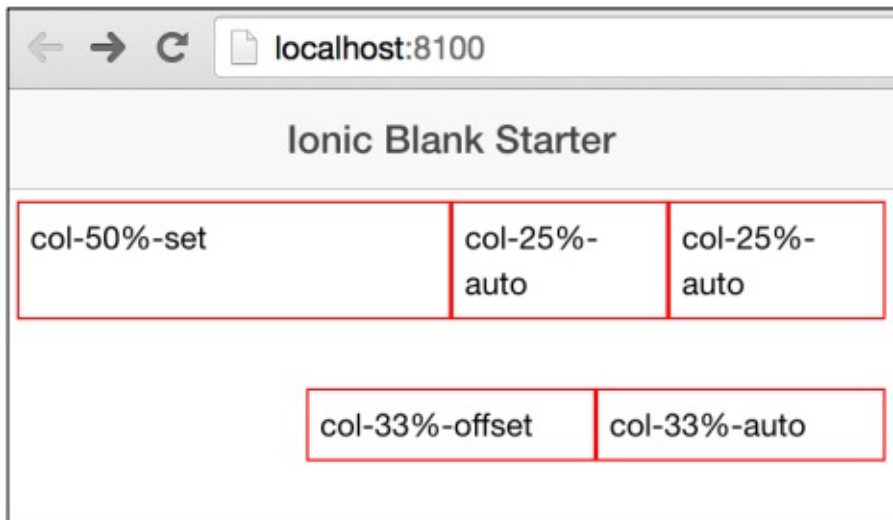 localhost:8100
Ionic Blank Starter
col-50%-set
col-25%-
auto
col-25%-
auto
col-33%-offset
col-33%-auto